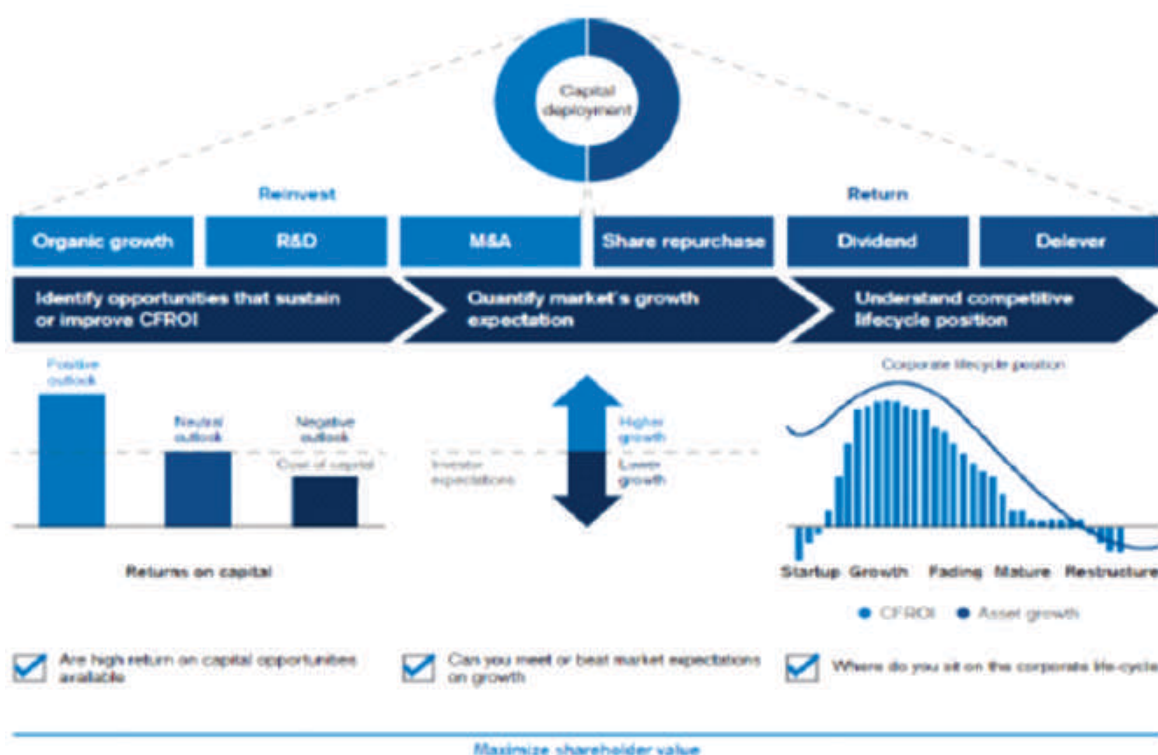 Capital
deployment
Reinvest
Return
Organic growth
R&D
M&A
Share repurchase
Dividend
Delever
Identify opportunities that sustain
or improve CFROI
Quantify market's growth
expectation
Understand competitive
lifecycle position
Positive
outlook
Neutral
outlook
Negative
outlook
Cost of capital
Returns on capital
Higher
growth
Investor
expectations
Lower
growth
Corporate lifecycle position
Startup Growth Fading Mature Restructure
CFROI Asset growth
Are high return on capital opportunities
available
Can you meet or beat market expectations
on growth
Where do you sit on the corporate life-cycle
Maximize shareholder value